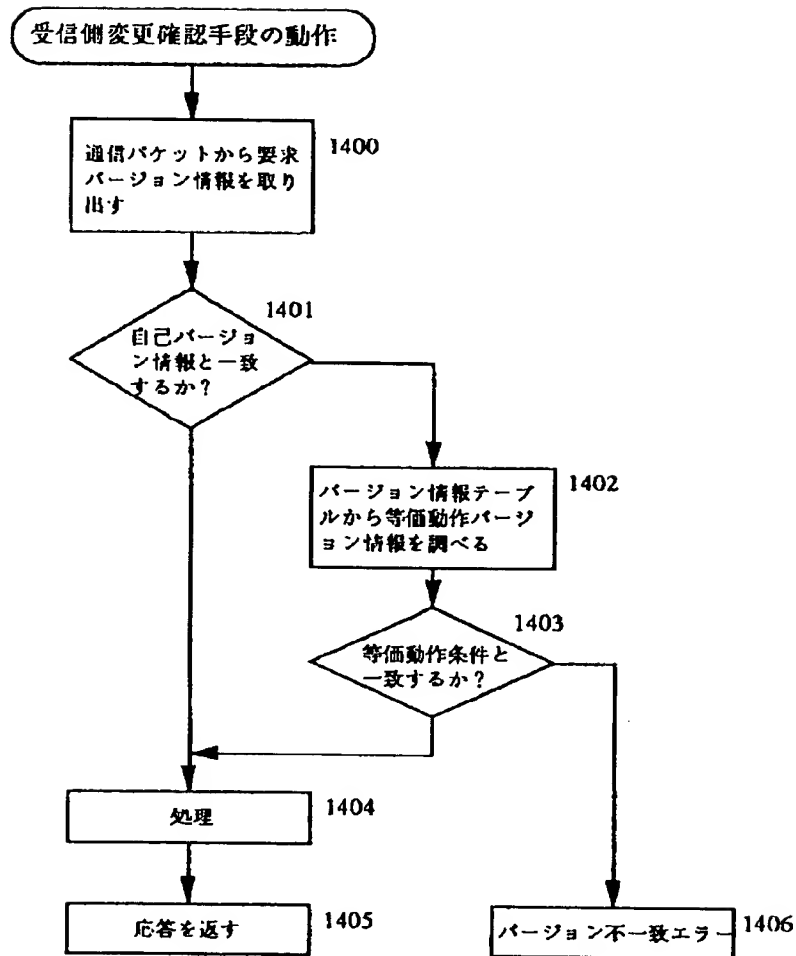 受信側変更確認手段の動作
1400
通信パケットから要求
バージョン情報を取り
出す
1401
自己バージョ
ン情報と一致
するか?
1402
バージョン情報テーブ
ルから等価動作バージ
ョン情報を調べる
1403
等価動作条件と
一致するか?
処理
1404
応答を返す
1405
バージョン不一致エラー
1406